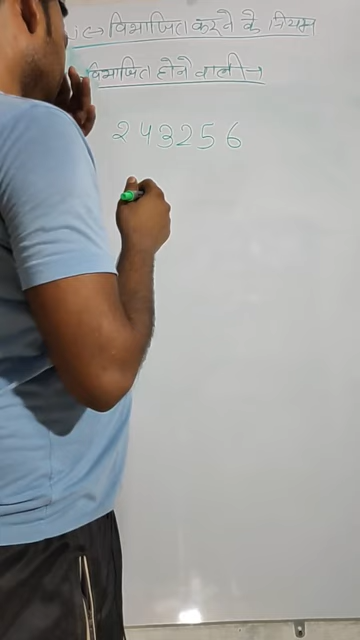 विभाजित करने के नियम
विभाजित होने वाली →
243256